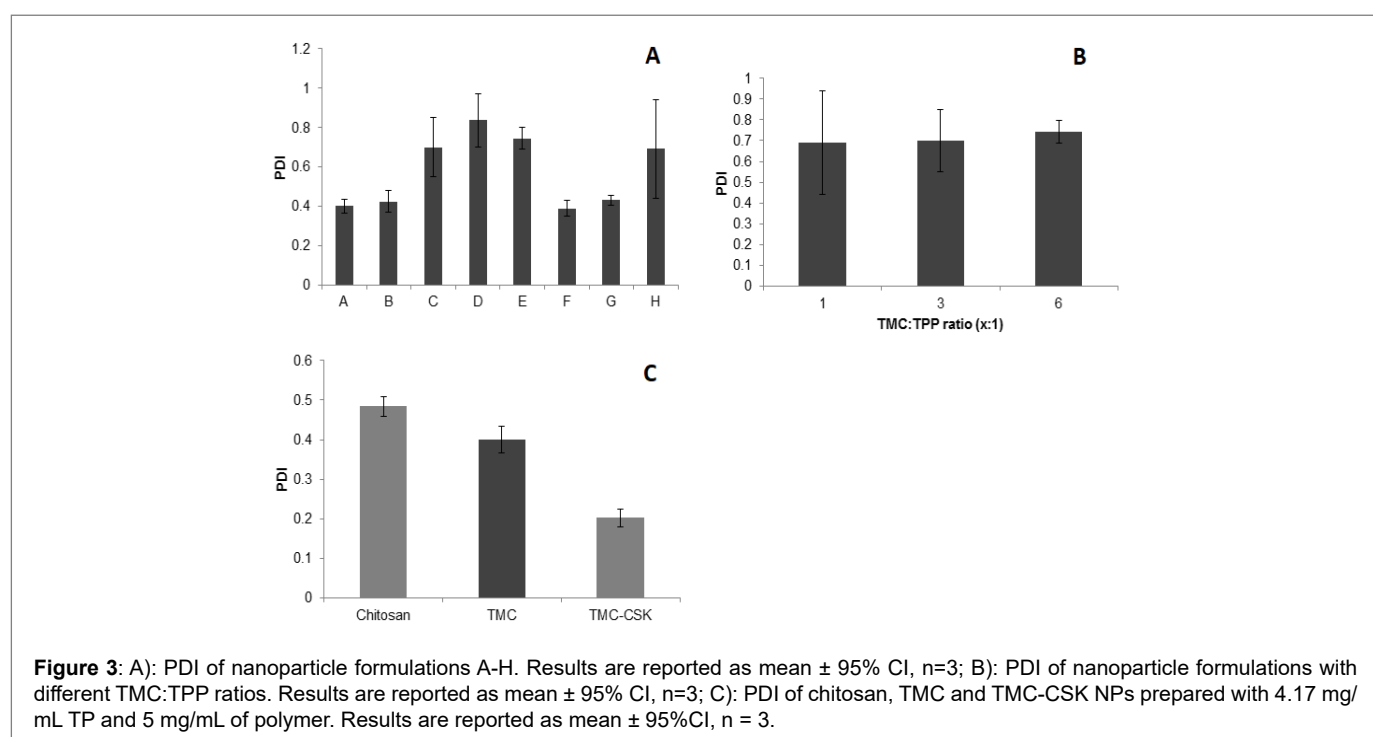 A
1.2
1
0.8
0.6
0.4
0.2
0
PDI
A B C D E F G H
B
1
0.9
0.8
0.7
0.6
0.5
0.4
0.3
0.2
0.1
0
PDI
1 3 6
TMC:TPP ratio (x:1)
C
0.6
0.5
0.4
0.3
0.2
0.1
0
PDI
Chitosan TMC TMC-CSK
Figure 3: A): PDI of nanoparticle formulations A-H. Results are reported as mean ± 95% CI, n=3; B): PDI of nanoparticle formulations with
different TMC:TPP ratios. Results are reported as mean ± 95% CI, n=3; C): PDI of chitosan, TMC and TMC-CSK NPs prepared with 4.17 mg/
mL TP and 5 mg/mL of polymer. Results are reported as mean ± 95%CI, n = 3.